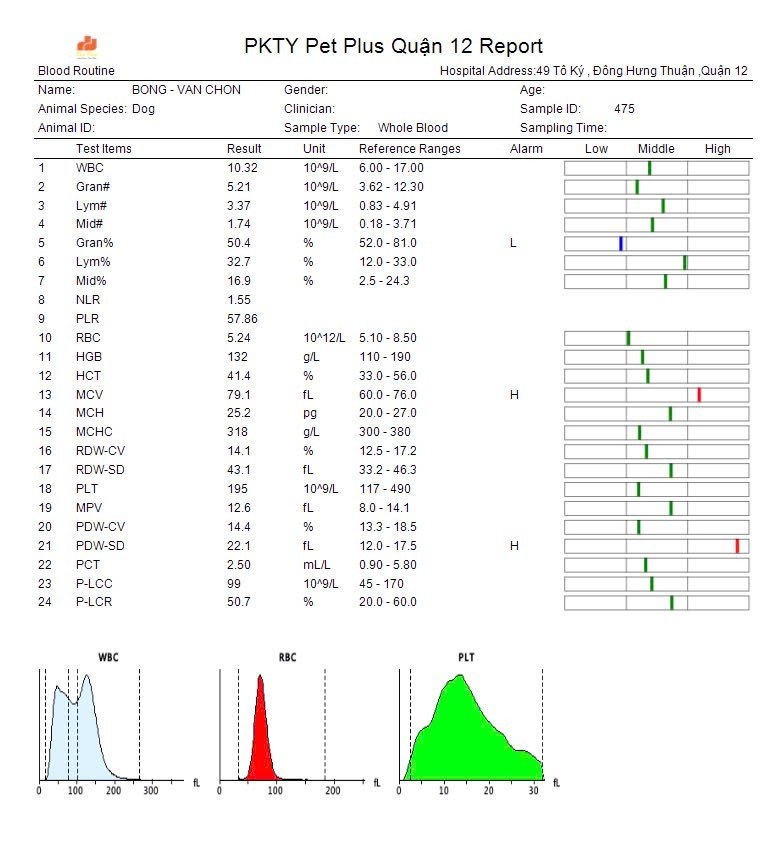 PKTY Pet Plus Quận 12 Report
Blood Routine Hospital Address:49 Tô Ký , Đông Hưng Thuận ,Quận 12
Name: BONG - VAN CHON Gender: Age:
Animal Species: Dog Clinician: Sample ID: 475
Animal ID: Sample Type: Whole Blood Sampling Time:
Test Items Result Unit Reference Ranges Alarm Low Middle High
1 WBC 10.32 10^9/L 6.00 - 17.00
2 Gran# 5.21 10^9/L 3.62 - 12.30
3 Lym# 3.37 10^9/L 0.83 - 4.91
4 Mid# 1.74 10^9/L 0.18 - 3.71
5 Gran% 50.4 % 52.0 - 81.0 L
6 Lym% 32.7 % 12.0 - 33.0
7 Mid% 16.9 % 2.5 - 24.3
8 NLR 1.55
9 PLR 57.86
10 RBC 5.24 10^12/L 5.10 - 8.50
11 HGB 132 g/L 110 - 190
12 HCT 41.4 % 33.0 - 56.0
13 MCV 79.1 fL 60.0 - 76.0 H
14 MCH 25.2 pg 20.0 - 27.0
15 MCHC 318 g/L 300 - 380
16 RDW-CV 14.1 % 12.5 - 17.2
17 RDW-SD 43.1 fL 33.2 - 46.3
18 PLT 195 10^9/L 117 - 490
19 MPV 12.6 fL 8.0 - 14.1
20 PDW-CV 14.4 % 13.3 - 18.5
21 PDW-SD 22.1 fL 12.0 - 17.5 H
22 PCT 2.50 mL/L 0.90 - 5.80
23 P-LCC 99 10^9/L 45 - 170
24 P-LCR 50.7 % 20.0 - 60.0
WBC RBC PLT
0 100 200 300 fL 0 100 200 fL 0 10 20 30 fL